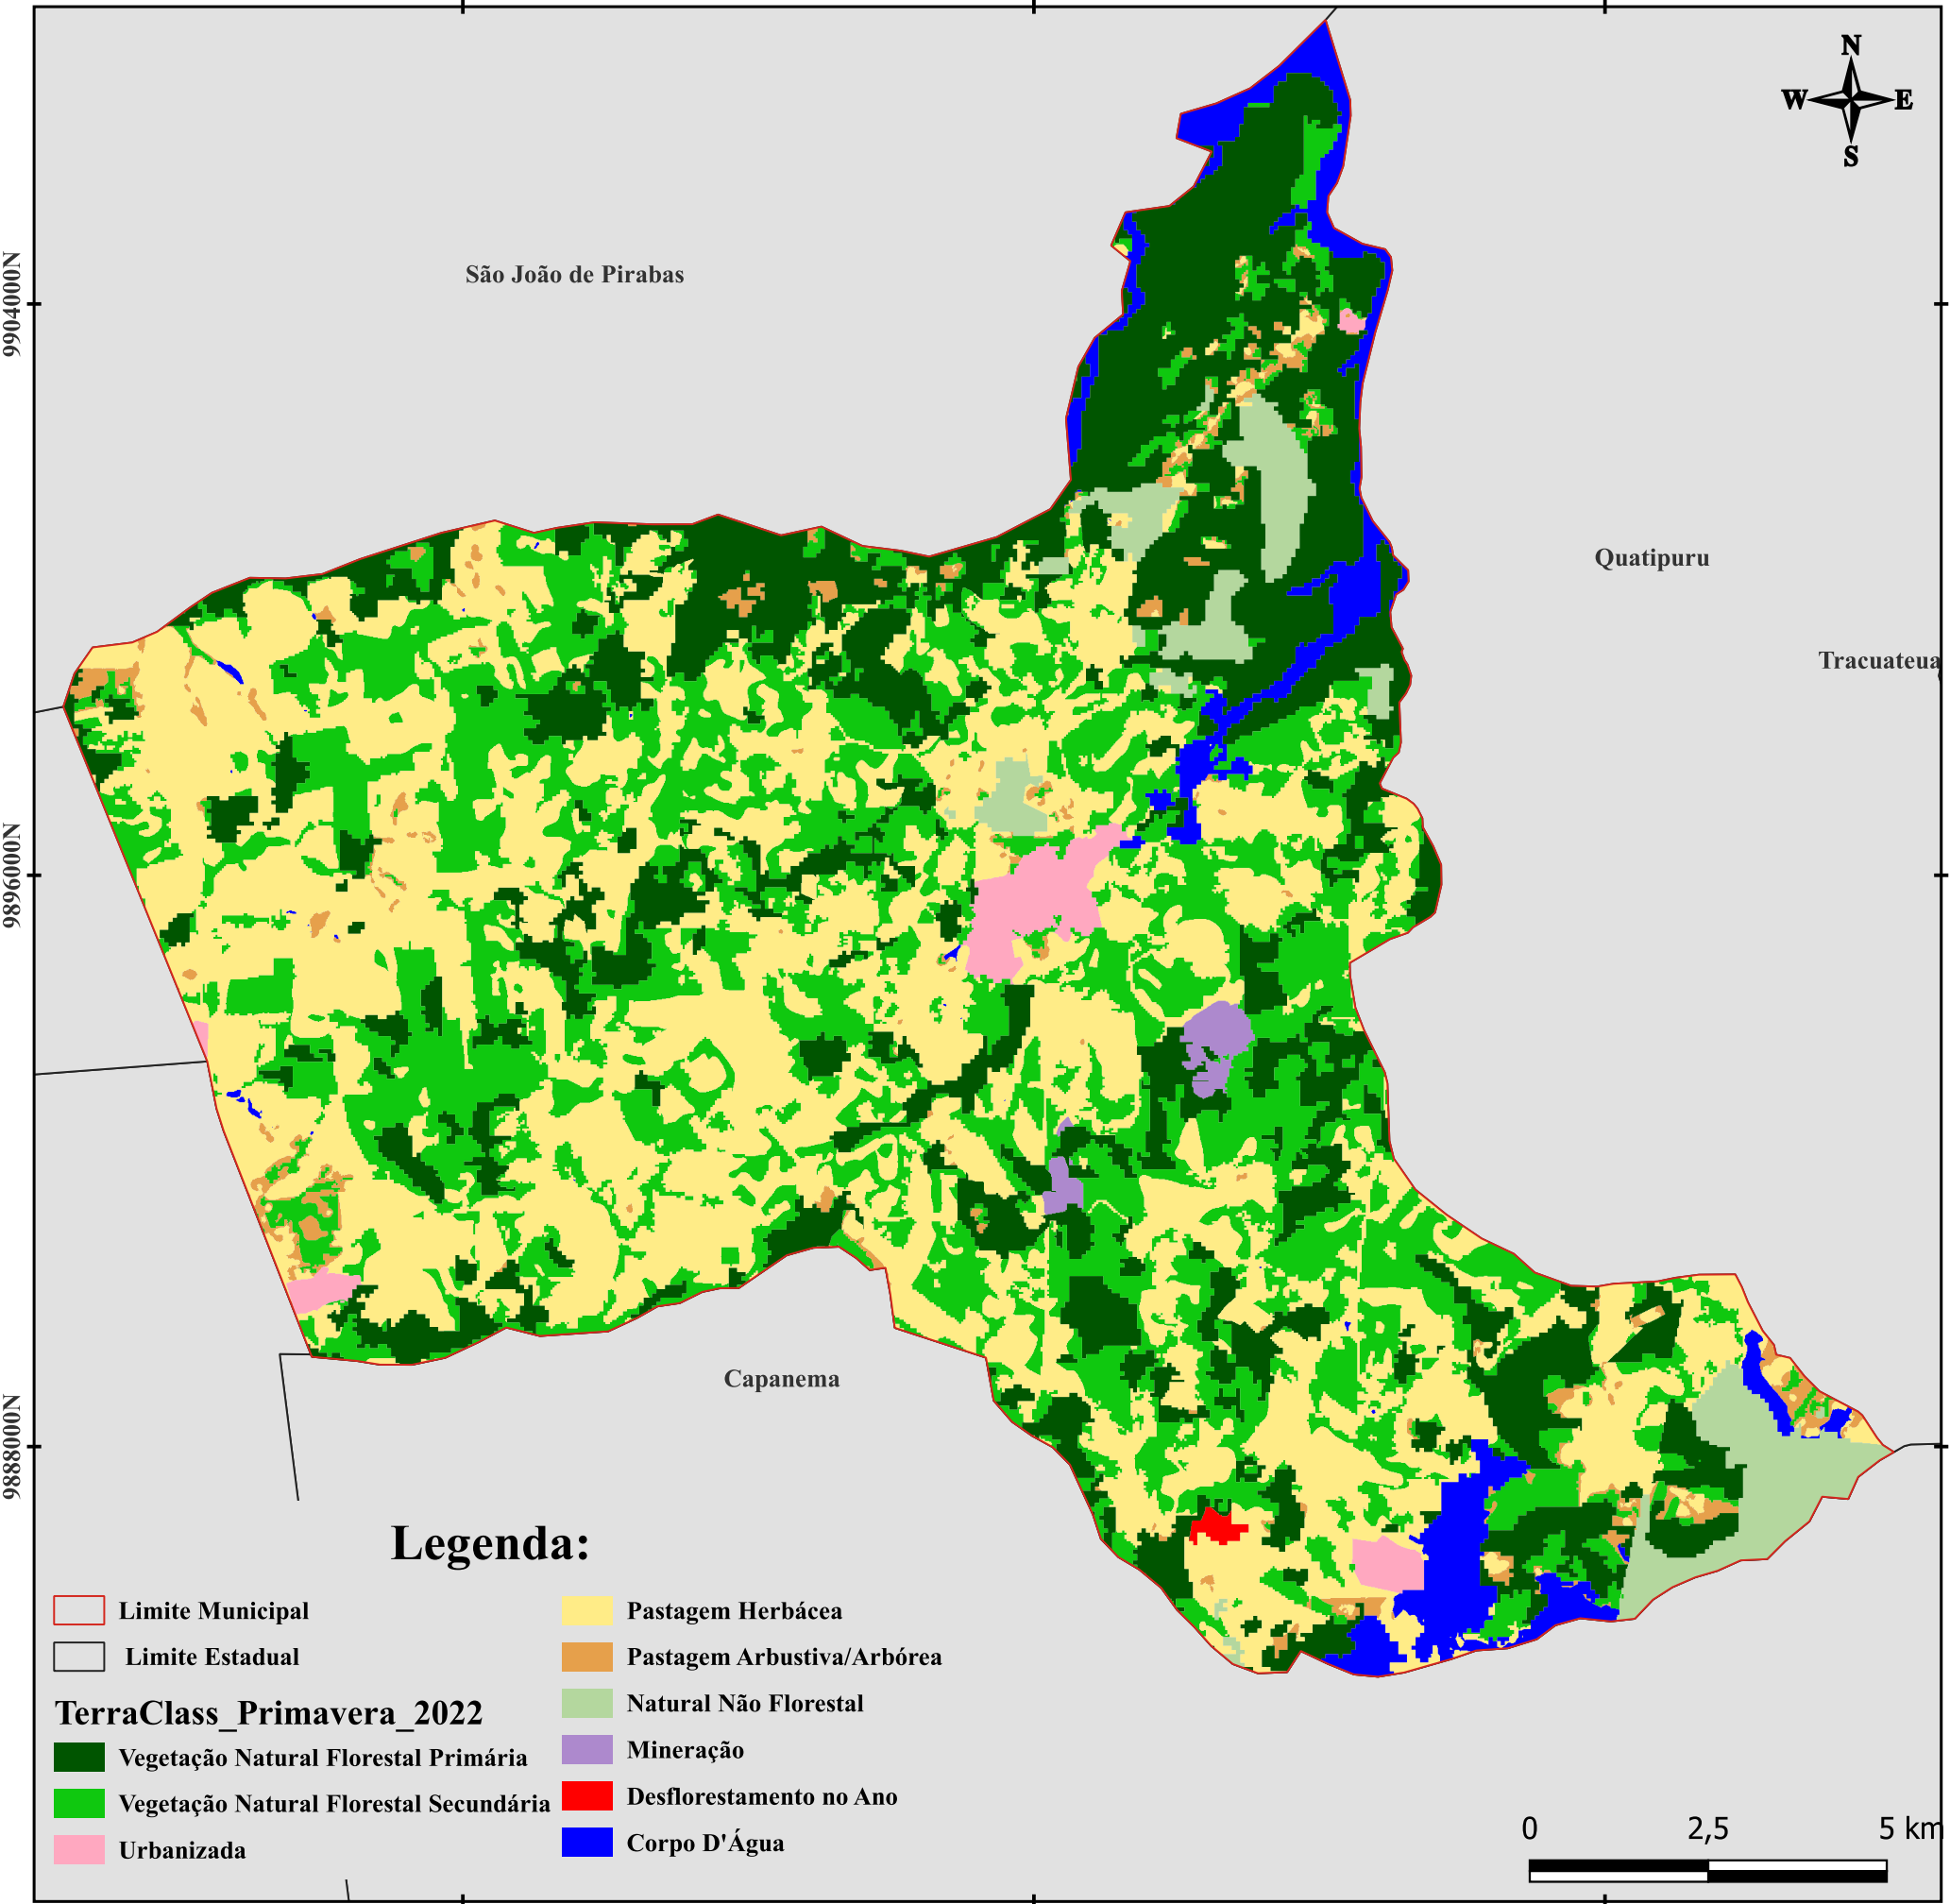 N
W E
S
São João de Pirabas
9904000N
Quatipuru
Tracuateua
9896000N
Capanema
9888000N
Legenda:
Limite Municipal
Limite Estadual
TerraClass_Primavera_2022
Vegetação Natural Florestal Primária
Vegetação Natural Florestal Secundária
Urbanizada
Pastagem Herbácea
Pastagem Arbustiva/Arbórea
Natural Não Florestal
Mineração
Desflorestamento no Ano
Corpo D'Água
0 2,5 5 km